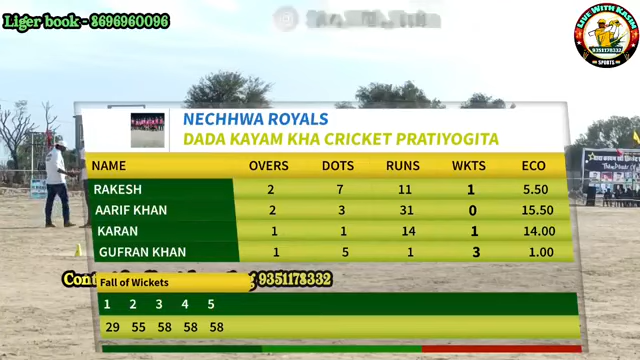 Liger book - 8696960096
LIVE WITH KASIM
9351178332
SPORTS
NECHHWA ROYALS
DADA KAYAM KHA CRICKET PRATIYOGITA
NAME OVERS DOTS RUNS WKTS ECO
RAKESH 2 7 11 1 5.50
AARIF KHAN 2 3 31 0 15.50
KARAN 1 1 14 1 14.00
GUFRAN KHAN 1 5 1 3 1.00
9351178332
Fall of Wickets
1 2 3 4 5
29 55 58 58 58